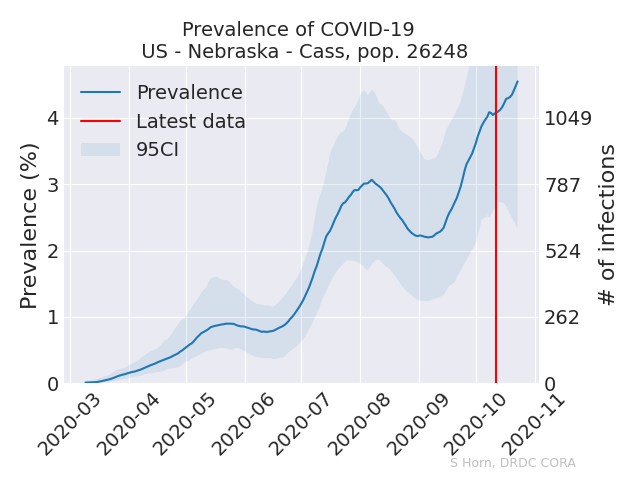 Prevalence of COVID-19
US - Nebraska - Cass, pop. 26248
Prevalence
Latest data
95CI
Prevalence (%)
4
3
2
1
0
1049
787
524
262
0
# of infections
2020-03
2020-04
2020-05
2020-06
2020-07
2020-08
2020-09
2020-10
2020-11
S Horn, DRDC CORA